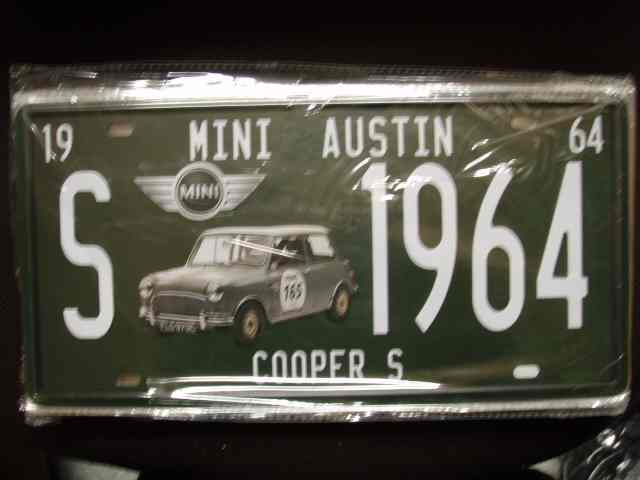 19 MINI AUSTIN 64
MINI
S 1964
165
COOPER S